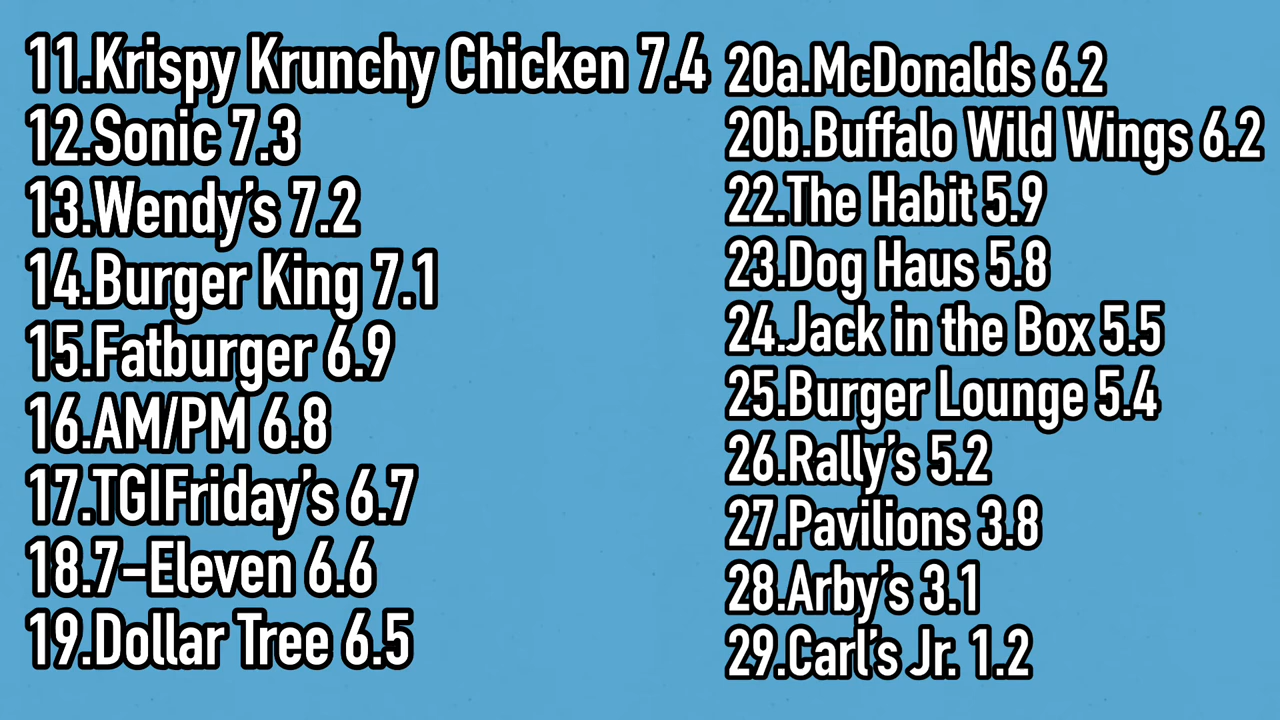 11.Krispy Krunchy Chicken 7.4
12.Sonic 7.3
13.Wendy's 7.2
14.Burger King 7.1
15.Fatburger 6.9
16.AM/PM 6.8
17.TGIFriday's 6.7
18.7-Eleven 6.6
19.Dollar Tree 6.5
20a.McDonalds 6.2
20b.Buffalo Wild Wings 6.2
22.The Habit 5.9
23.Dog Haus 5.8
24.Jack in the Box 5.5
25.Burger Lounge 5.4
26.Rally's 5.2
27.Pavilions 3.8
28.Arby's 3.1
29.Carl's Jr. 1.2